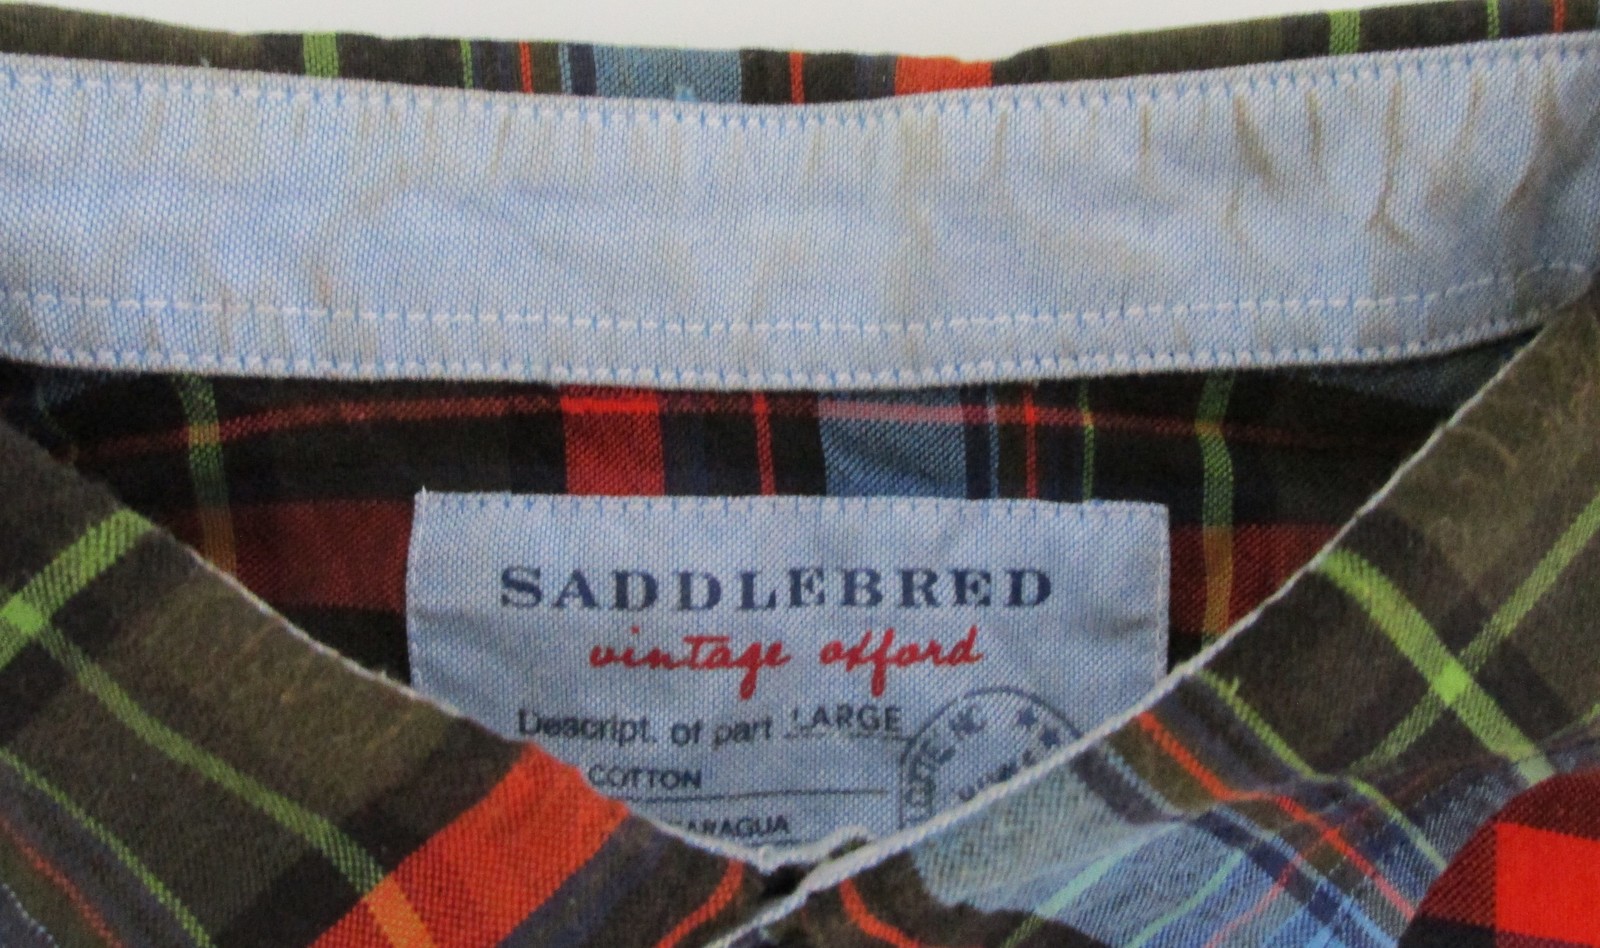 SADDLEBRED
vintage oxford
Descript. of part LARGE
COTTON